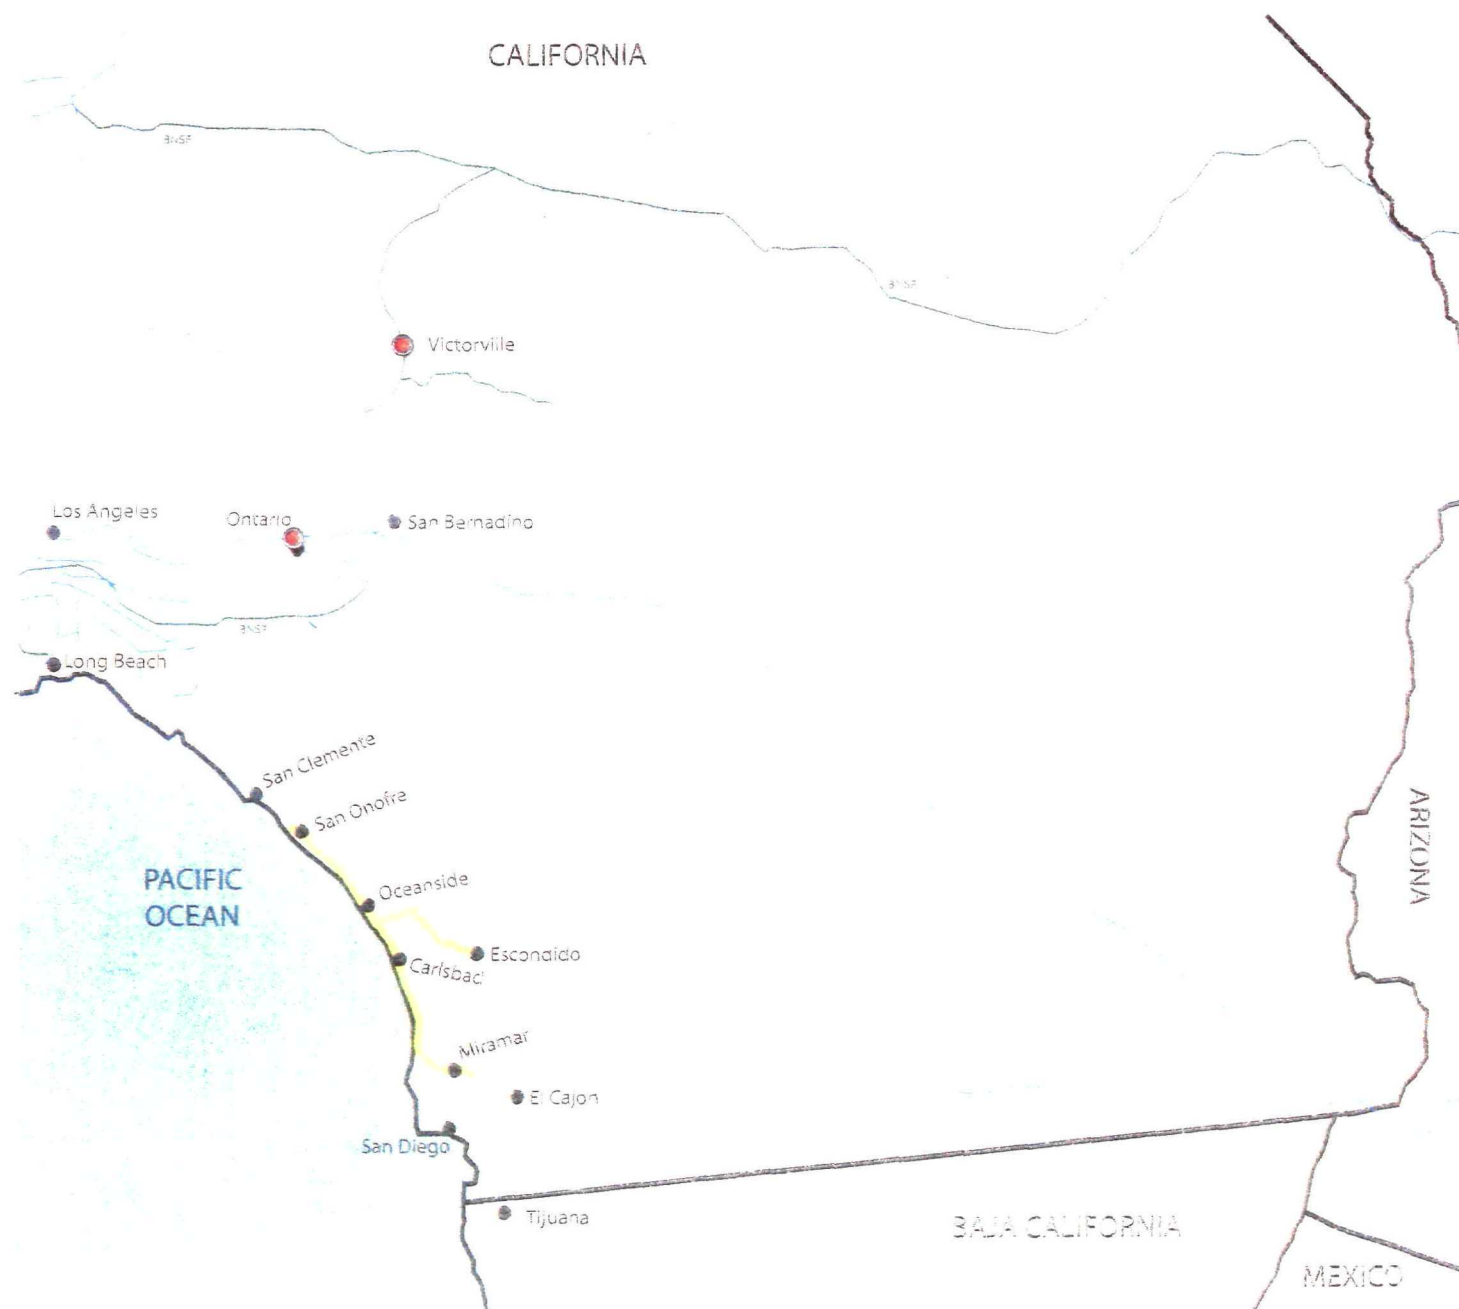 CALIFORNIA
BNSF
BNSF
Victorville
Los Angeles
Ontario
San Bernadino
BNSF
Long Beach
San Clemente
San Onofre
PACIFIC
OCEAN
ARIZONA
Oceanside
Escondido
Carlsbad
Miramar
El Cajon
San Diego
Tijuana
BAJA CALIFORNIA
MEXICO